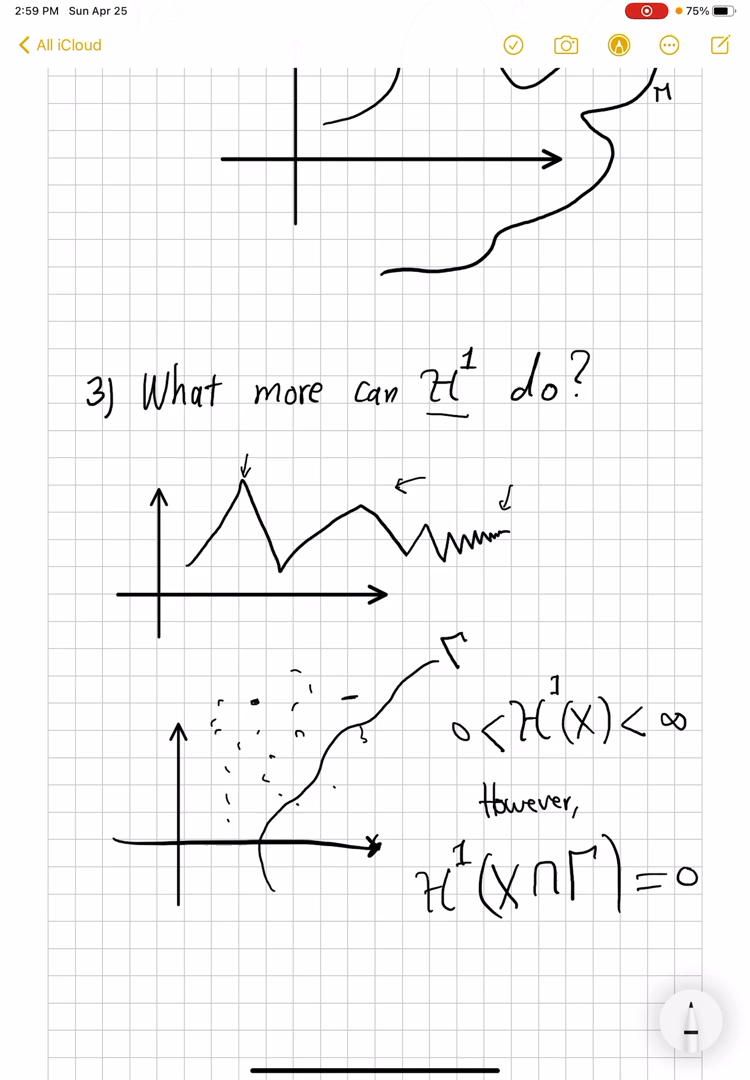 2:59 PM Sun Apr 25
75%
All iCloud
M
3) What more can H¹ do?
Γ
0 < H¹(X) < ∞
However,
H¹(X ∩ Γ) = 0